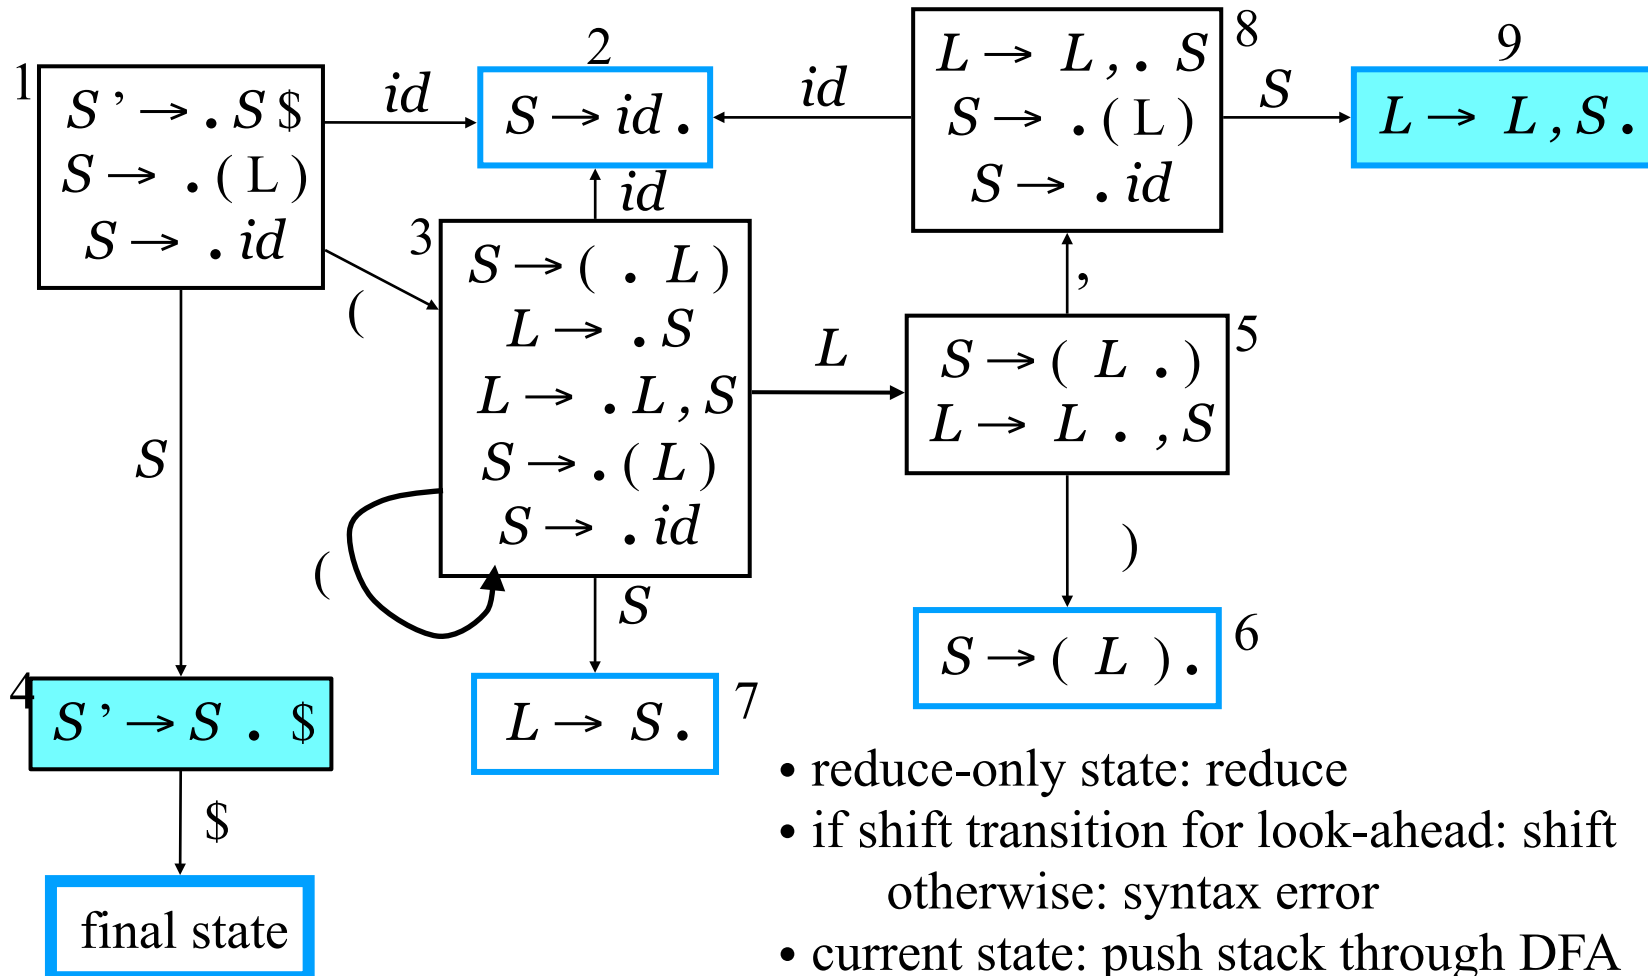 1
S' → . S $
S → . ( L )
S → . id
id
2
S → id .
id
8
L → L , . S
S → . ( L )
S → . id
S
9
L → L , S .
(
id
3
S → ( . L )
L → . S
L → . L , S
S → . ( L )
S → . id
(
L
,
5
S → ( L . )
L → L . , S
)
6
S → ( L ) .
S
S
4
S' → S . $
7
L → S .
$
final state
• reduce-only state: reduce
• if shift transition for look-ahead: shift
otherwise: syntax error
• current state: push stack through DFA